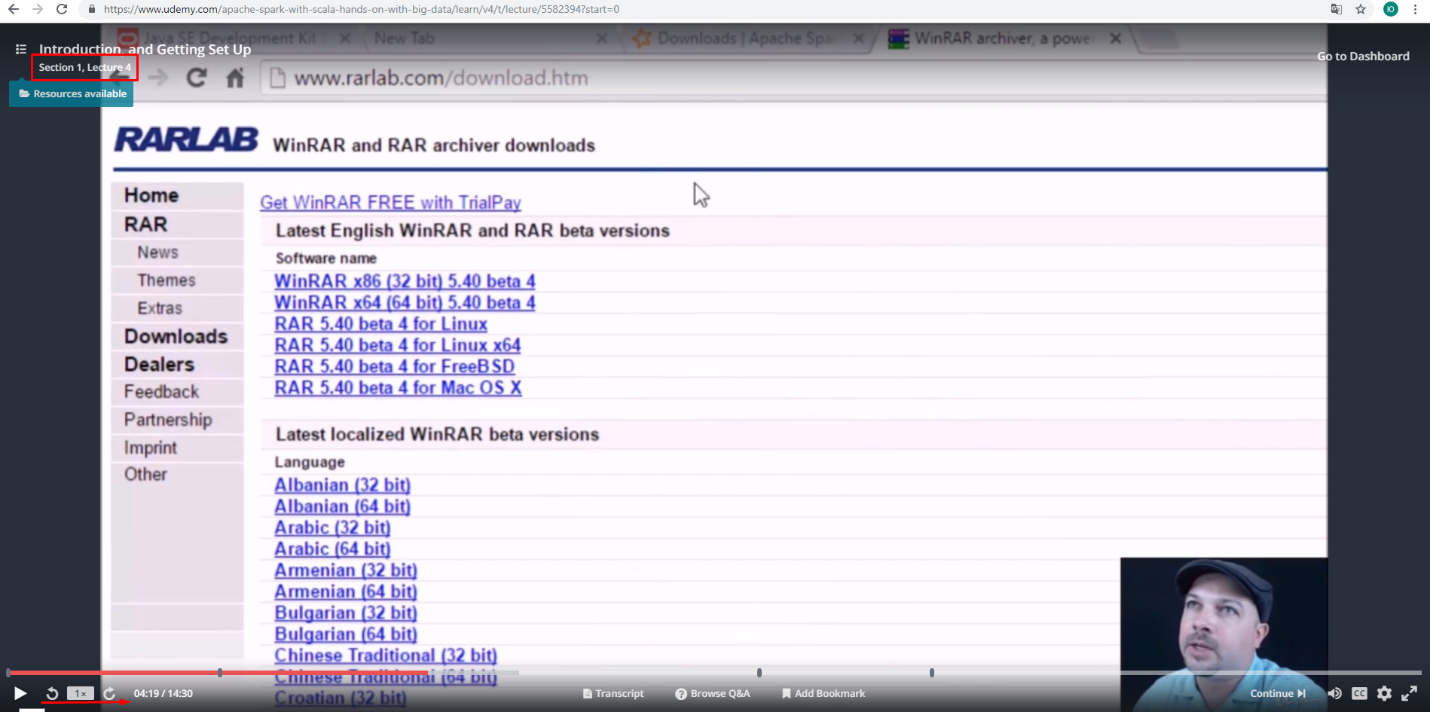 https://www.udemy.com/apache-spark-with-scala-hands-on-with-big-data/learn/v4/t/lecture/5582394?start=0
IO
Java SE Development Kit
New Tab
Downloads | Apache Spa
WinRAR archiver, a power
Introduction, and Getting Set Up
Go to Dashboard
Section 1, Lecture 4
www.rarlab.com/download.htm
Resources available
RARLAB
WinRAR and RAR archiver downloads
Home
RAR
News
Themes
Extras
Downloads
Dealers
Feedback
Partnership
Imprint
Other
Get WinRAR FREE with TrialPay
Latest English WinRAR and RAR beta versions
Software name
WinRAR x86 (32 bit) 5.40 beta 4
WinRAR x64 (64 bit) 5.40 beta 4
RAR 5.40 beta 4 for Linux
RAR 5.40 beta 4 for Linux x64
RAR 5.40 beta 4 for FreeBSD
RAR 5.40 beta 4 for Mac OS X
Latest localized WinRAR beta versions
Language
Albanian (32 bit)
Albanian (64 bit)
Arabic (32 bit)
Arabic (64 bit)
Armenian (32 bit)
Armenian (64 bit)
Bulgarian (32 bit)
Bulgarian (64 bit)
Chinese Traditional (32 bit)
Chinese Traditional (64 bit)
Croatian (32 bit)
1×
04:19 / 14:30
Transcript
Browse Q&A
Add Bookmark
Continue
CC